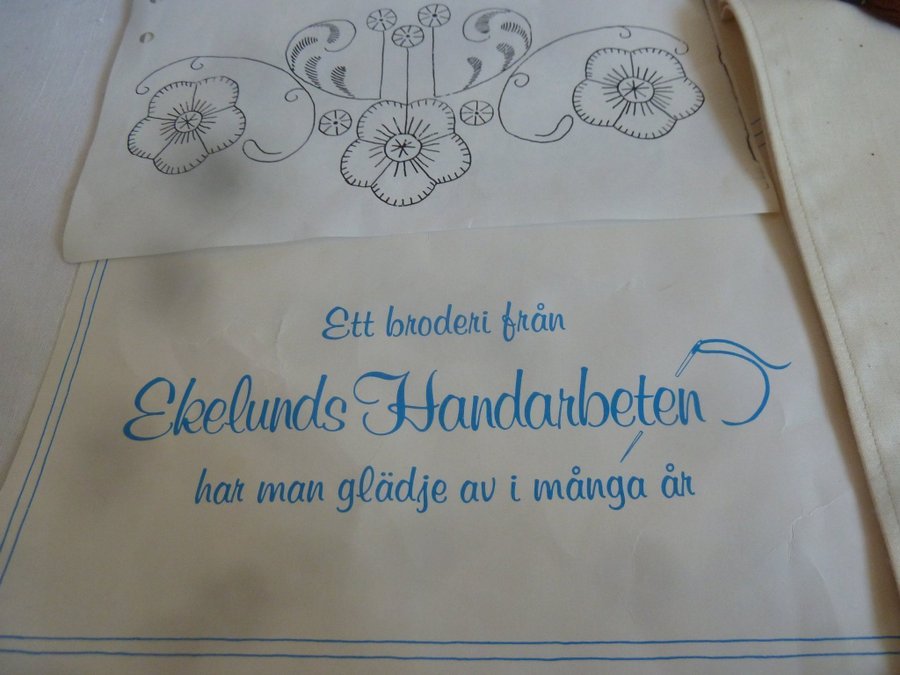 Ett broderi från
Ekelunds Handarbeten
har man glädje av i många år